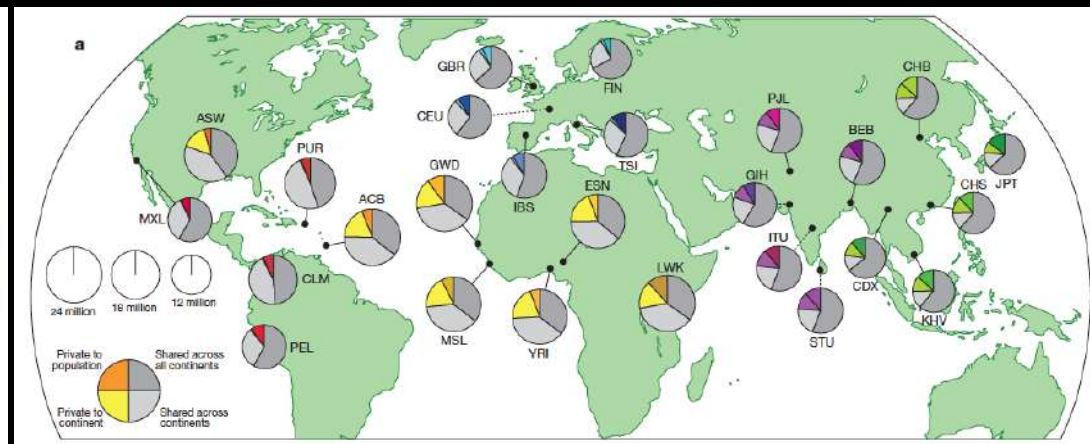 a
GBR
FIN
CHB
CEU
PJL
ASW
BEB
PUR
TSI
JPT
GWD
ESN
GIH
CHS
ACB
IBS
MXL
ITU
LWK
CDX
CLM
24 million
18 million
12 million
MSL
STU
KHV
YRI
PEL
Private to
population
Shared across
all continents
Private to
continent
Shared across
continents